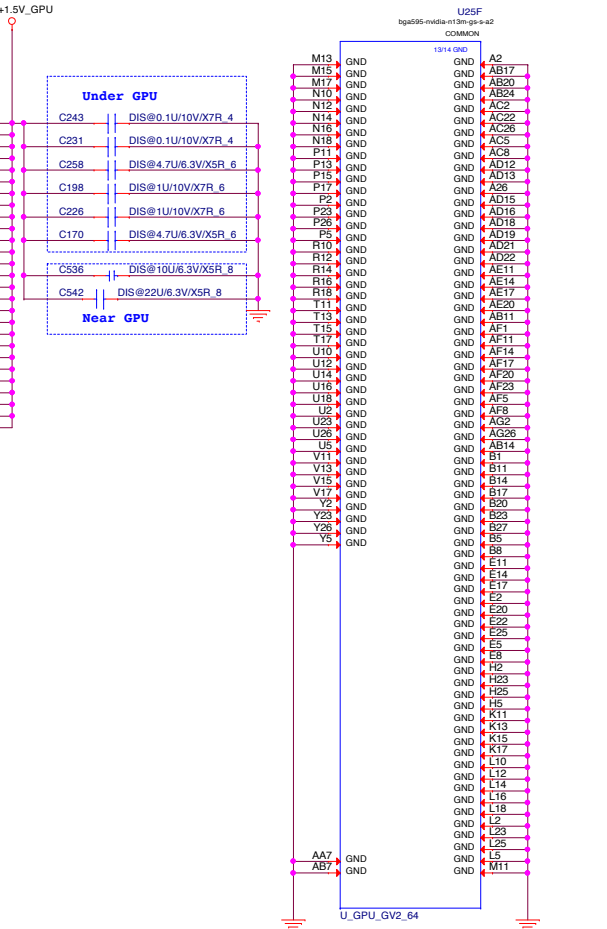 +1.5V_GPU
Under GPU
C243 DIS@0.1U/10V/X7R_4
C231 DIS@0.1U/10V/X7R_4
C258 DIS@4.7U/6.3V/X5R_6
C198 DIS@1U/10V/X7R_6
C226 DIS@1U/10V/X7R_6
C170 DIS@4.7U/6.3V/X5R_6
C536 DIS@10U/6.3V/X5R_8
C542 DIS@22U/6.3V/X5R_8
Near GPU
U25F
bga595-nvidia-n13m-gs-s-a2
COMMON
13/14 GND
M13 GND GND A2
M15 GND GND AB17
M17 GND GND AB20
N10 GND GND AB24
N12 GND GND AC2
N14 GND GND AC22
N16 GND GND AC26
N18 GND GND AC5
P11 GND GND AC8
P13 GND GND AD12
P15 GND GND AD13
P17 GND GND A26
P2 GND GND AD15
P23 GND GND AD16
P26 GND GND AD18
P5 GND GND AD19
R10 GND GND AD21
R12 GND GND AD22
R14 GND GND AE11
R16 GND GND AE14
R18 GND GND AE17
T11 GND GND AE20
T13 GND GND AB11
T15 GND GND AF1
T17 GND GND AF11
U10 GND GND AF14
U12 GND GND AF17
U14 GND GND AF20
U16 GND GND AF23
U18 GND GND AF5
U2 GND GND AF8
U23 GND GND AG2
U26 GND GND AG26
U5 GND GND AB14
V11 GND GND B1
V13 GND GND B11
V15 GND GND B14
V17 GND GND B17
Y2 GND GND B20
Y23 GND GND B23
Y26 GND GND B27
Y5 GND GND B5
GND B8
GND E11
GND E14
GND E17
GND E2
GND E20
GND E22
GND E25
GND E5
GND E8
GND H2
GND H23
GND H25
GND H5
GND K11
GND K13
GND K15
GND K17
GND L10
GND L12
GND L14
GND L16
GND L18
GND L2
GND L23
GND L25
AA7 GND GND L5
AB7 GND GND M11
U_GPU_GV2_64